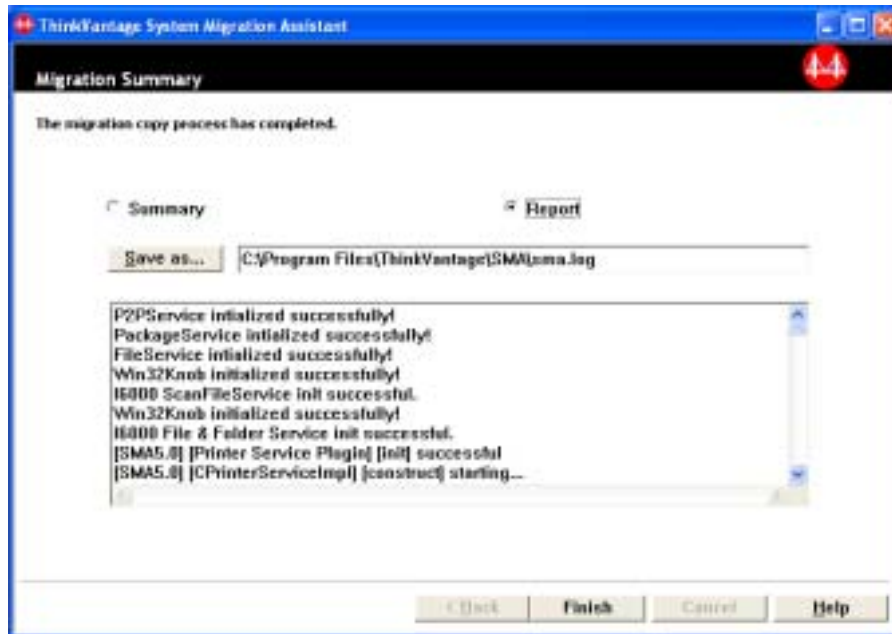 ThinkVantage System Migration Assistant
Migration Summary
The migration copy process has completed.
Summary
Report
Save as...
C:\Program Files\ThinkVantage\SMA\sma.log
P2PService intialized successfully!
PackageService intialized successfully!
FileService intialized successfully!
Win32Knob initialized successfully!
I6000 ScanFileService init successful.
Win32Knob initialized successfully!
I6000 File & Folder Service init successful.
[SMA5.0] [Printer Service Plugin] [init] successful
[SMA5.0] [CPrinterServiceImpl] [construct] starting...
< Back
Finish
Cancel
Help